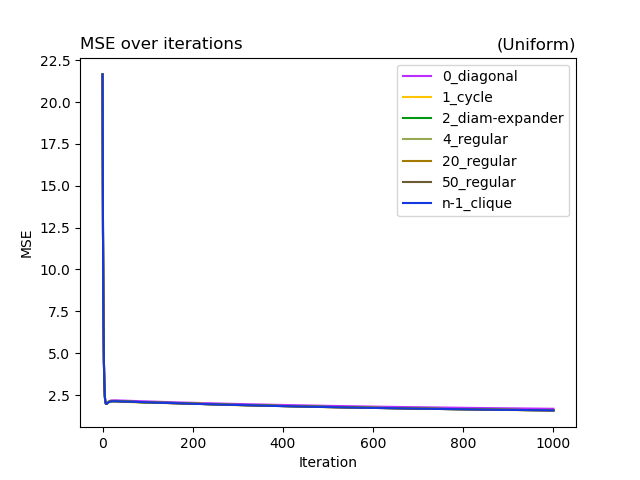 MSE over iterations (Uniform)
22.5
20.0
17.5
15.0
12.5
10.0
7.5
5.0
2.5
MSE
0_diagonal
1_cycle
2_diam-expander
4_regular
20_regular
50_regular
n-1_clique
0 200 400 600 800 1000
Iteration